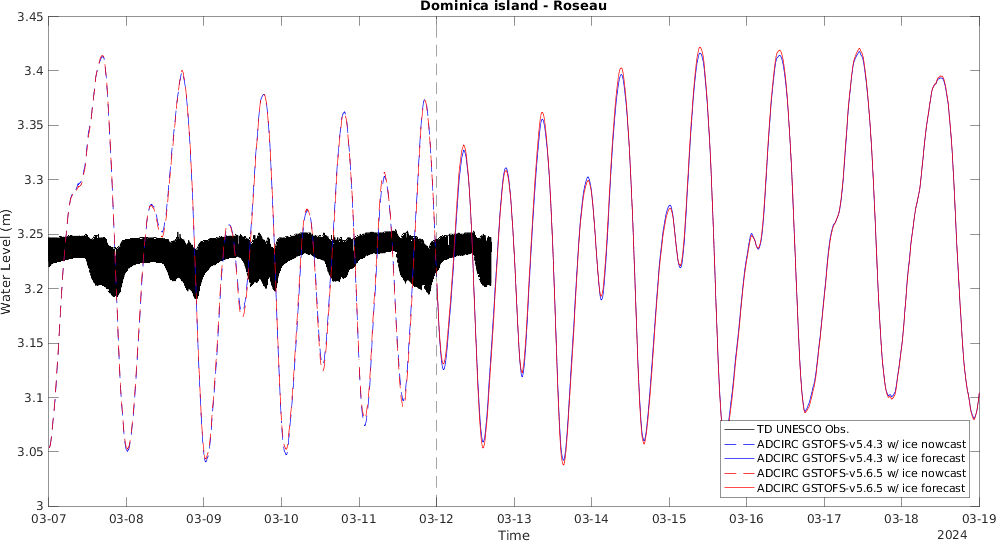 Dominica island - Roseau
3.45
3.4
3.35
3.3
3.25
3.2
3.15
3.1
3.05
3
Water Level (m)
TD UNESCO Obs.
ADCIRC GSTOFS-v5.4.3 w/ ice nowcast
ADCIRC GSTOFS-v5.4.3 w/ ice forecast
ADCIRC GSTOFS-v5.6.5 w/ ice nowcast
ADCIRC GSTOFS-v5.6.5 w/ ice forecast
03-07 03-08 03-09 03-10 03-11 03-12 03-13 03-14 03-15 03-16 03-17 03-18 03-19
Time
2024